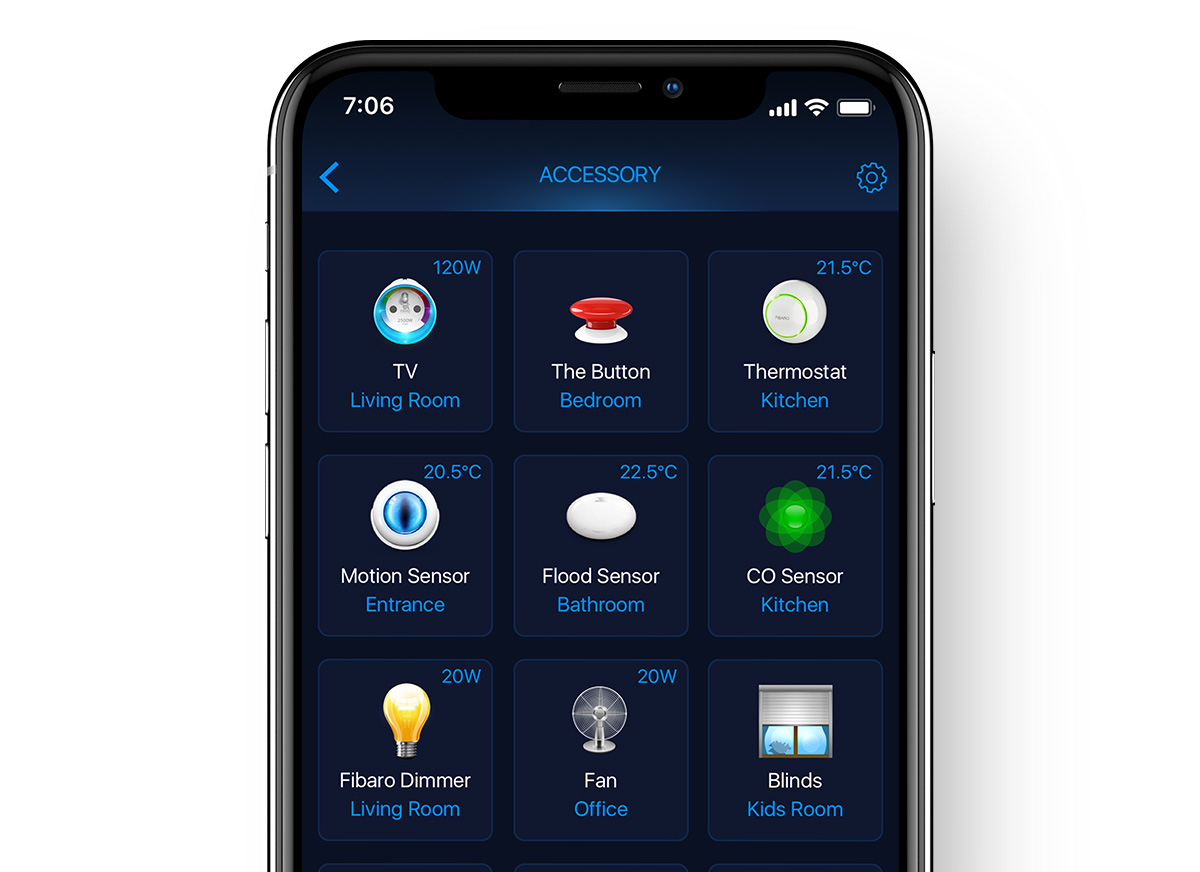 7:06
ACCESSORY
120W
TV
Living Room
The Button
Bedroom
21.5°C
Thermostat
Kitchen
20.5°C
Motion Sensor
Entrance
22.5°C
Flood Sensor
Bathroom
21.5°C
CO Sensor
Kitchen
20W
Fibaro Dimmer
Living Room
20W
Fan
Office
Blinds
Kids Room